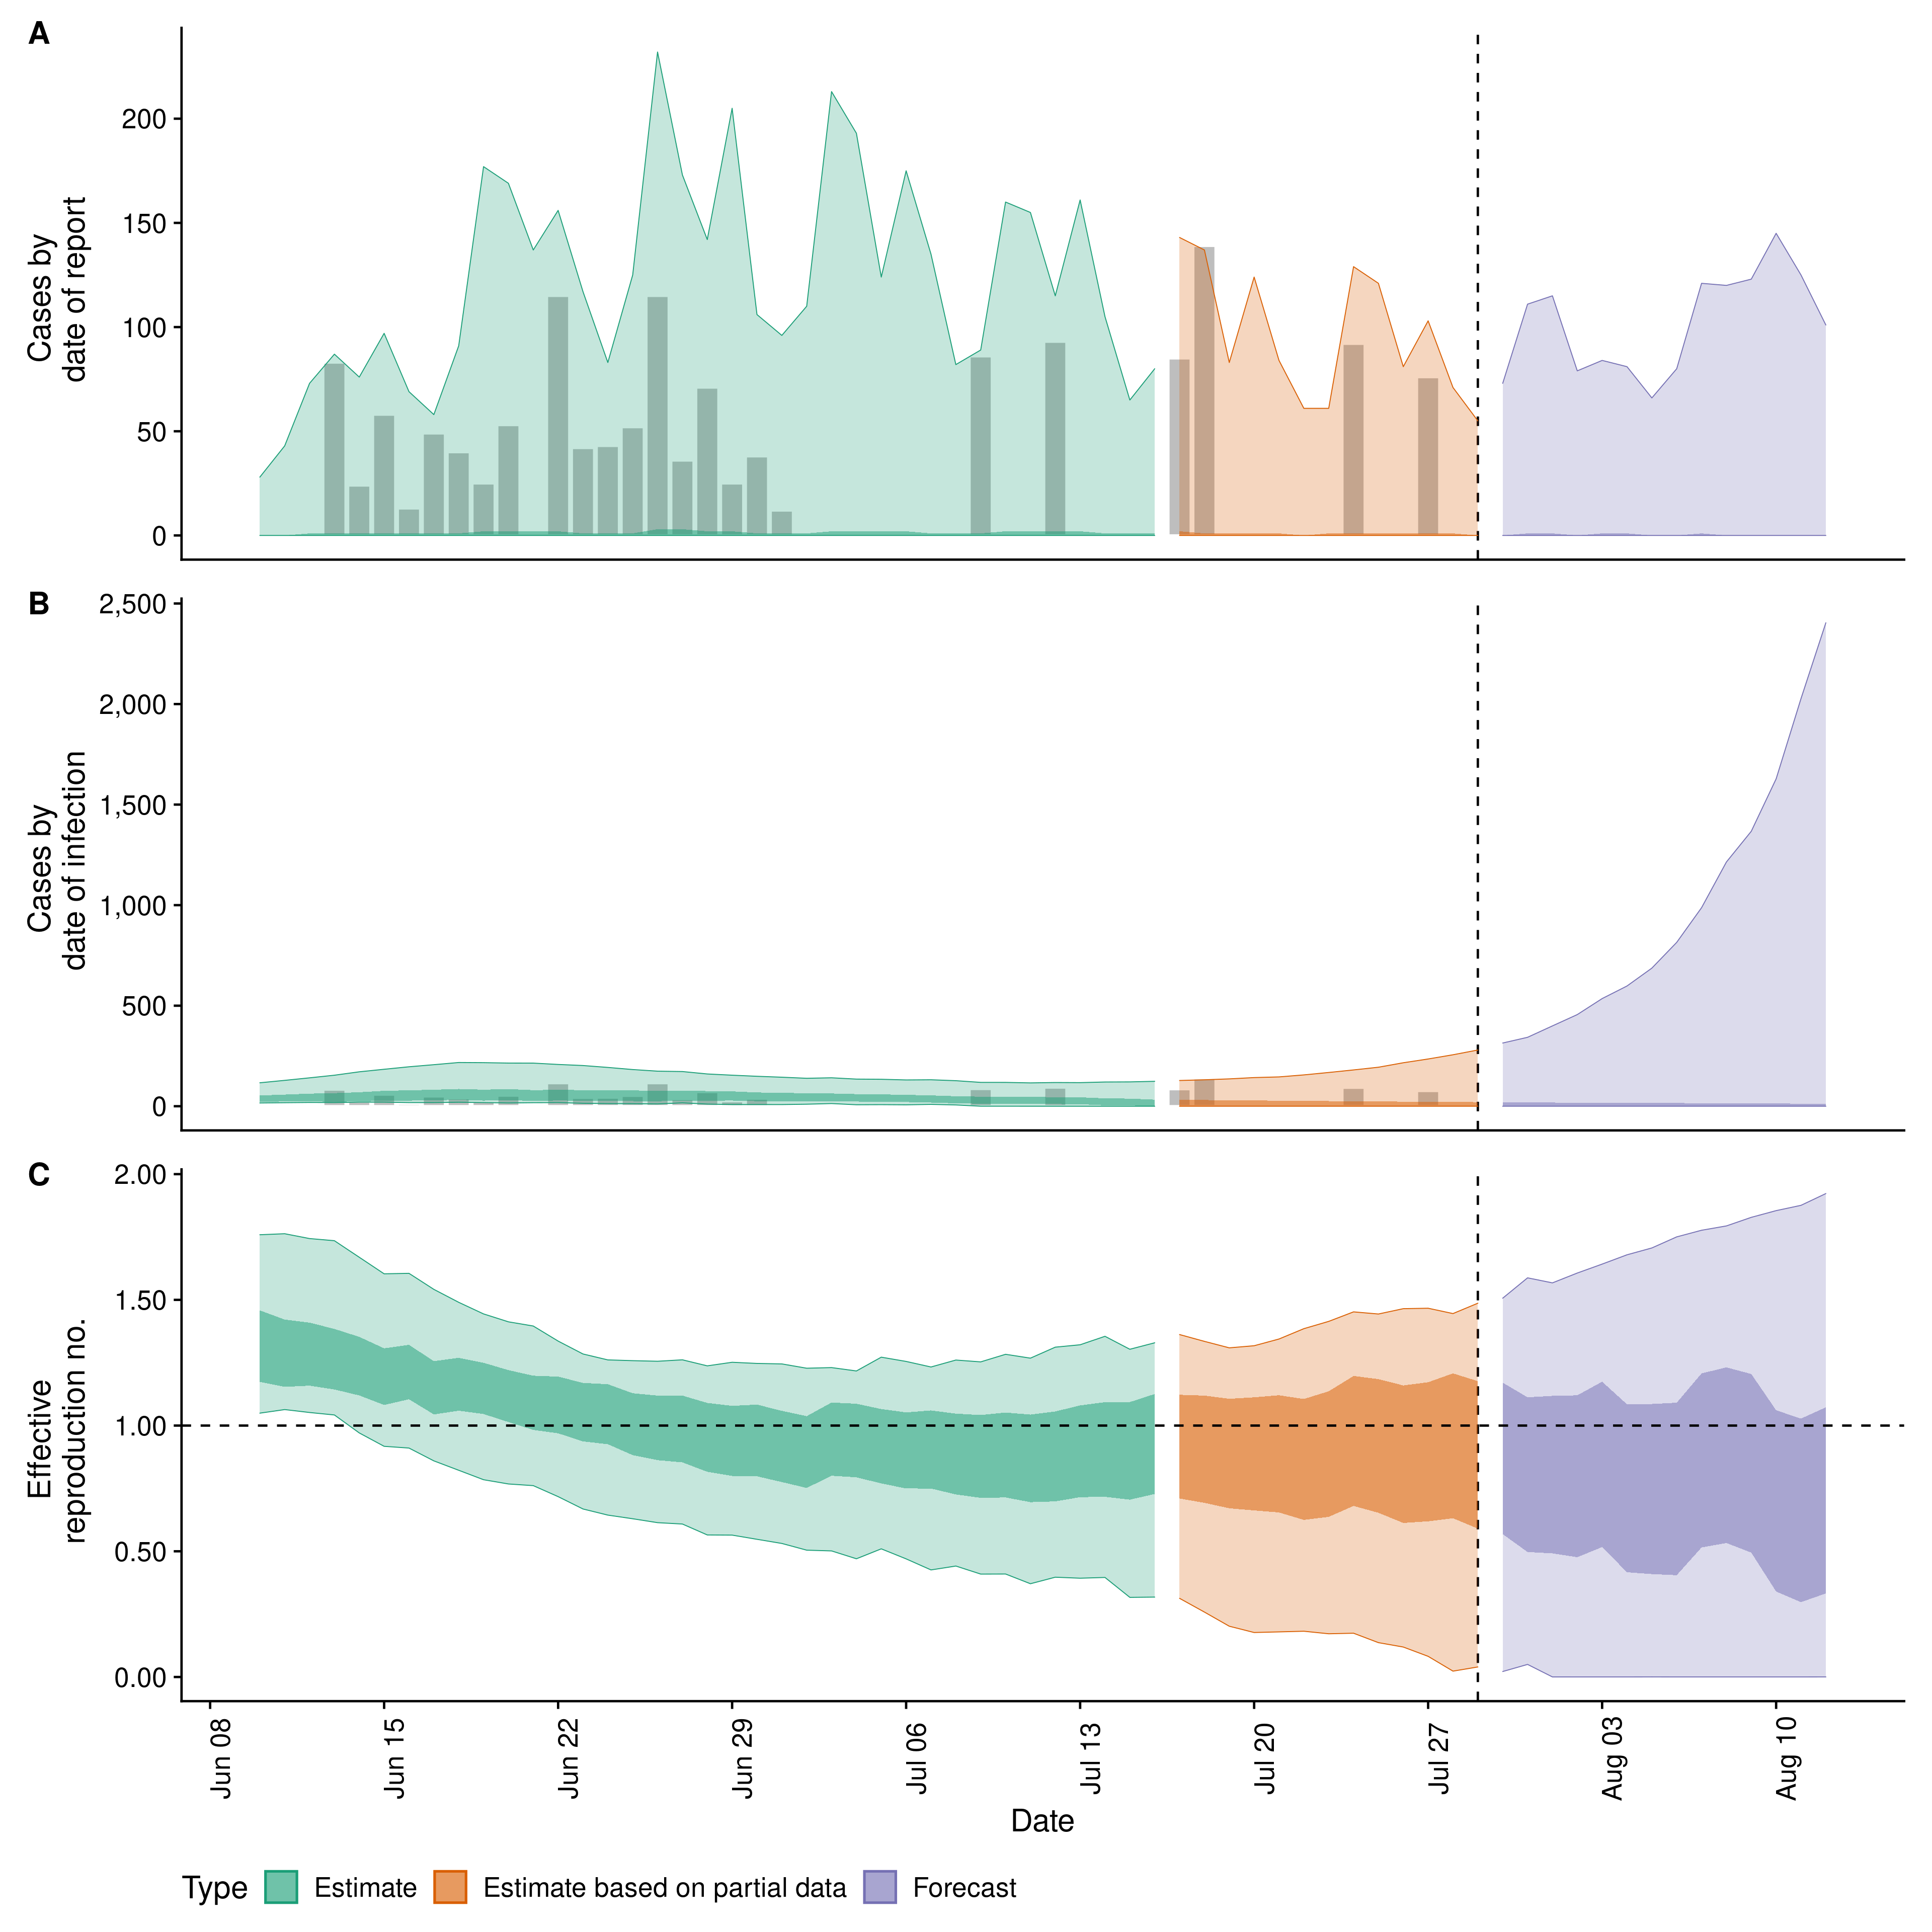 A
Cases by
date of report
200
150
100
50
0
B
Cases by
date of infection
2,500
2,000
1,500
1,000
500
0
C
Effective
reproduction no.
2.00
1.50
1.00
0.50
0.00
Jun 08
Jun 15
Jun 22
Jun 29
Jul 06
Jul 13
Jul 20
Jul 27
Aug 03
Aug 10
Date
Type Estimate Estimate based on partial data Forecast